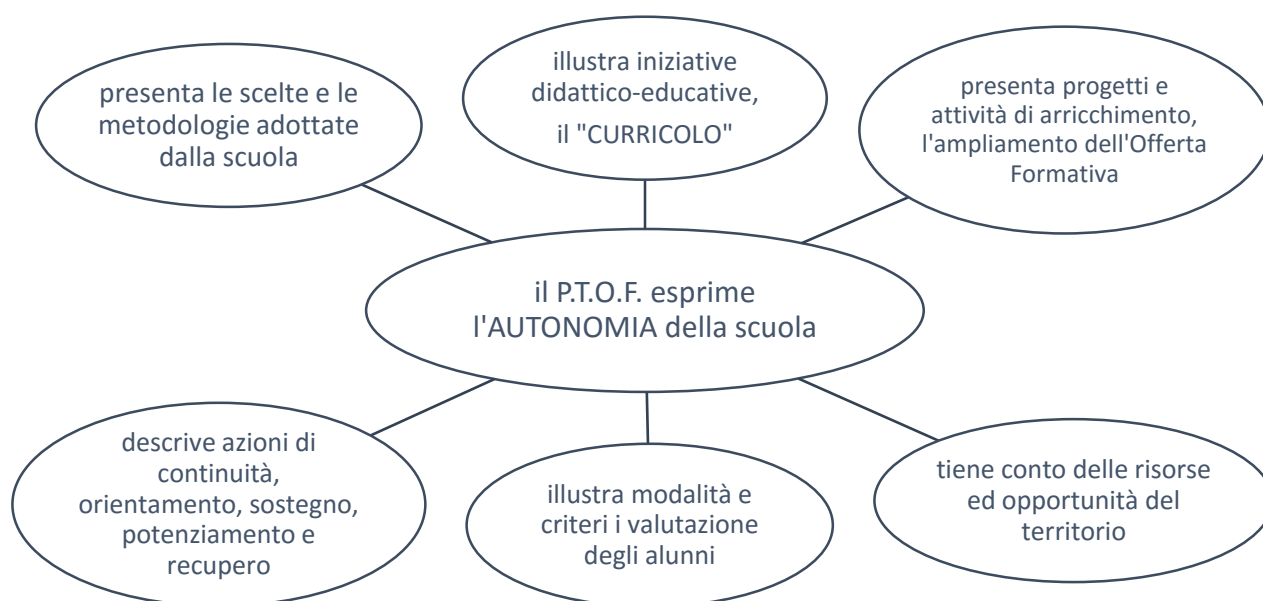 presenta le scelte e le
metodologie adottate
dalla scuola
illustra iniziative
didattico-educative,
il "CURRICOLO"
presenta progetti e
attività di arricchimento,
l'ampliamento dell'Offerta
Formativa
il P.T.O.F. esprime
l'AUTONOMIA della scuola
descrive azioni di
continuità,
orientamento, sostegno,
potenziamento e
recupero
illustra modalità e
criteri i valutazione
degli alunni
tiene conto delle risorse
ed opportunità del
territorio